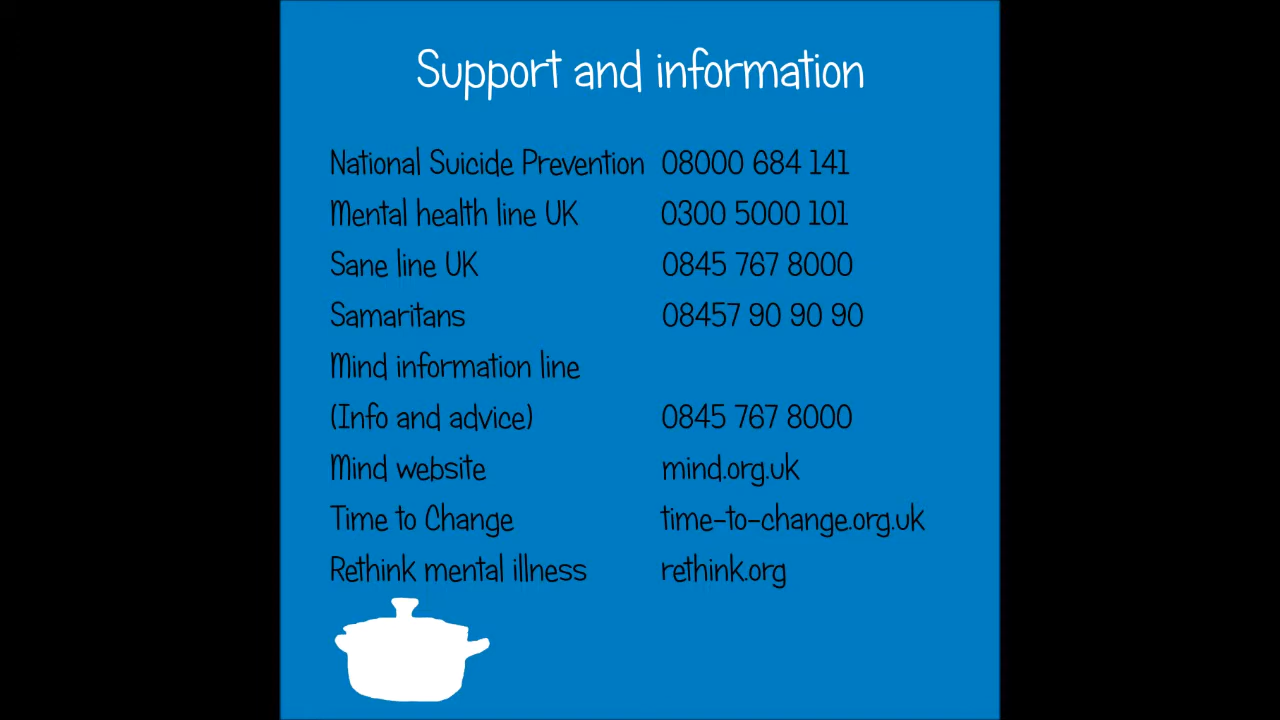 Support and information
National Suicide Prevention 08000 684 141
Mental health line UK 0300 5000 101
Sane line UK 0845 767 8000
Samaritans 08457 90 90 90
Mind information line
(Info and advice) 0845 767 8000
Mind website mind.org.uk
Time to Change time-to-change.org.uk
Rethink mental illness rethink.org